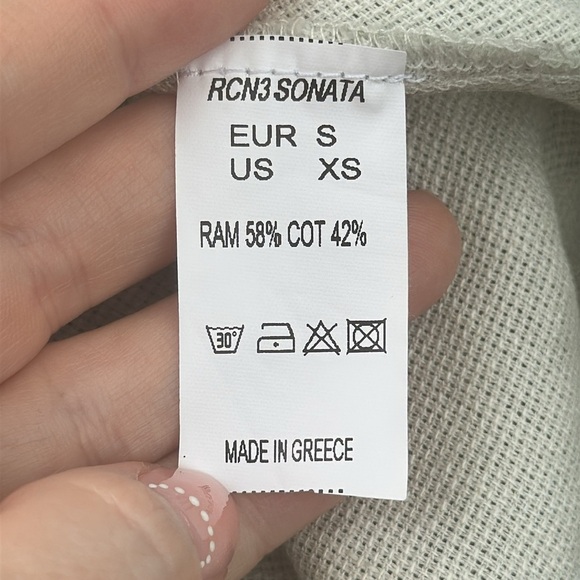 RCN3 SONATA
EUR S
US XS
RAM 58% COT 42%
30°
MADE IN GREECE